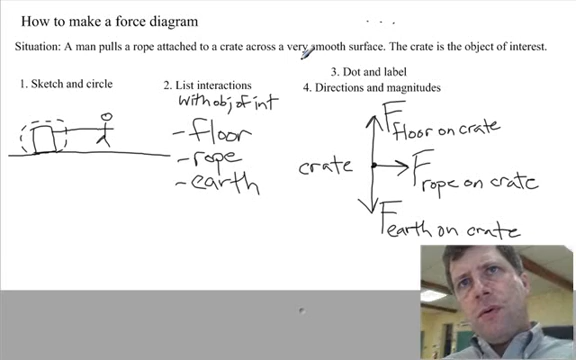 How to make a force diagram
Situation: A man pulls a rope attached to a crate across a very smooth surface. The crate is the object of interest.
1. Sketch and circle
2. List interactions
with obj of int
- floor
- rope
- earth
3. Dot and label
4. Directions and magnitudes
F floor on crate
crate
F rope on crate
F earth on crate